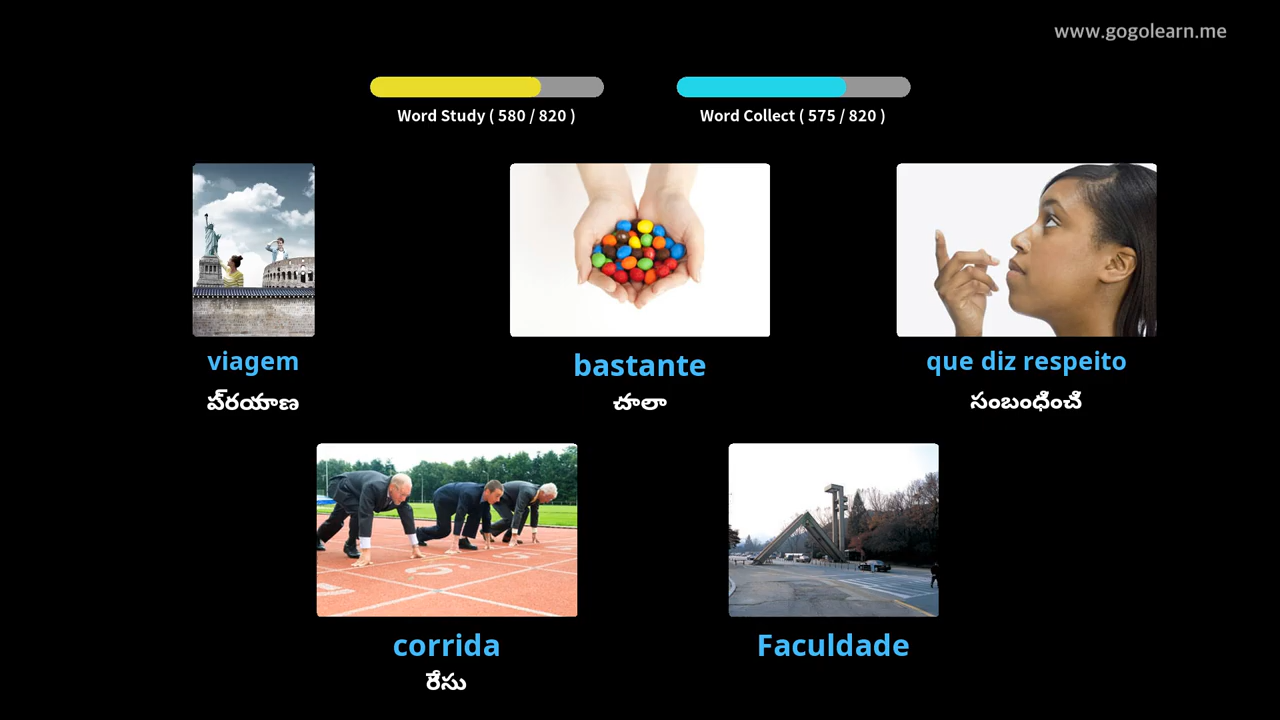 www.gogolearn.me
Word Study ( 580 / 820 )
Word Collect ( 575 / 820 )
viagem
ప్రయాణ
bastante
చాలా
que diz respeito
సంబంధించి
corrida
రేసు
Faculdade